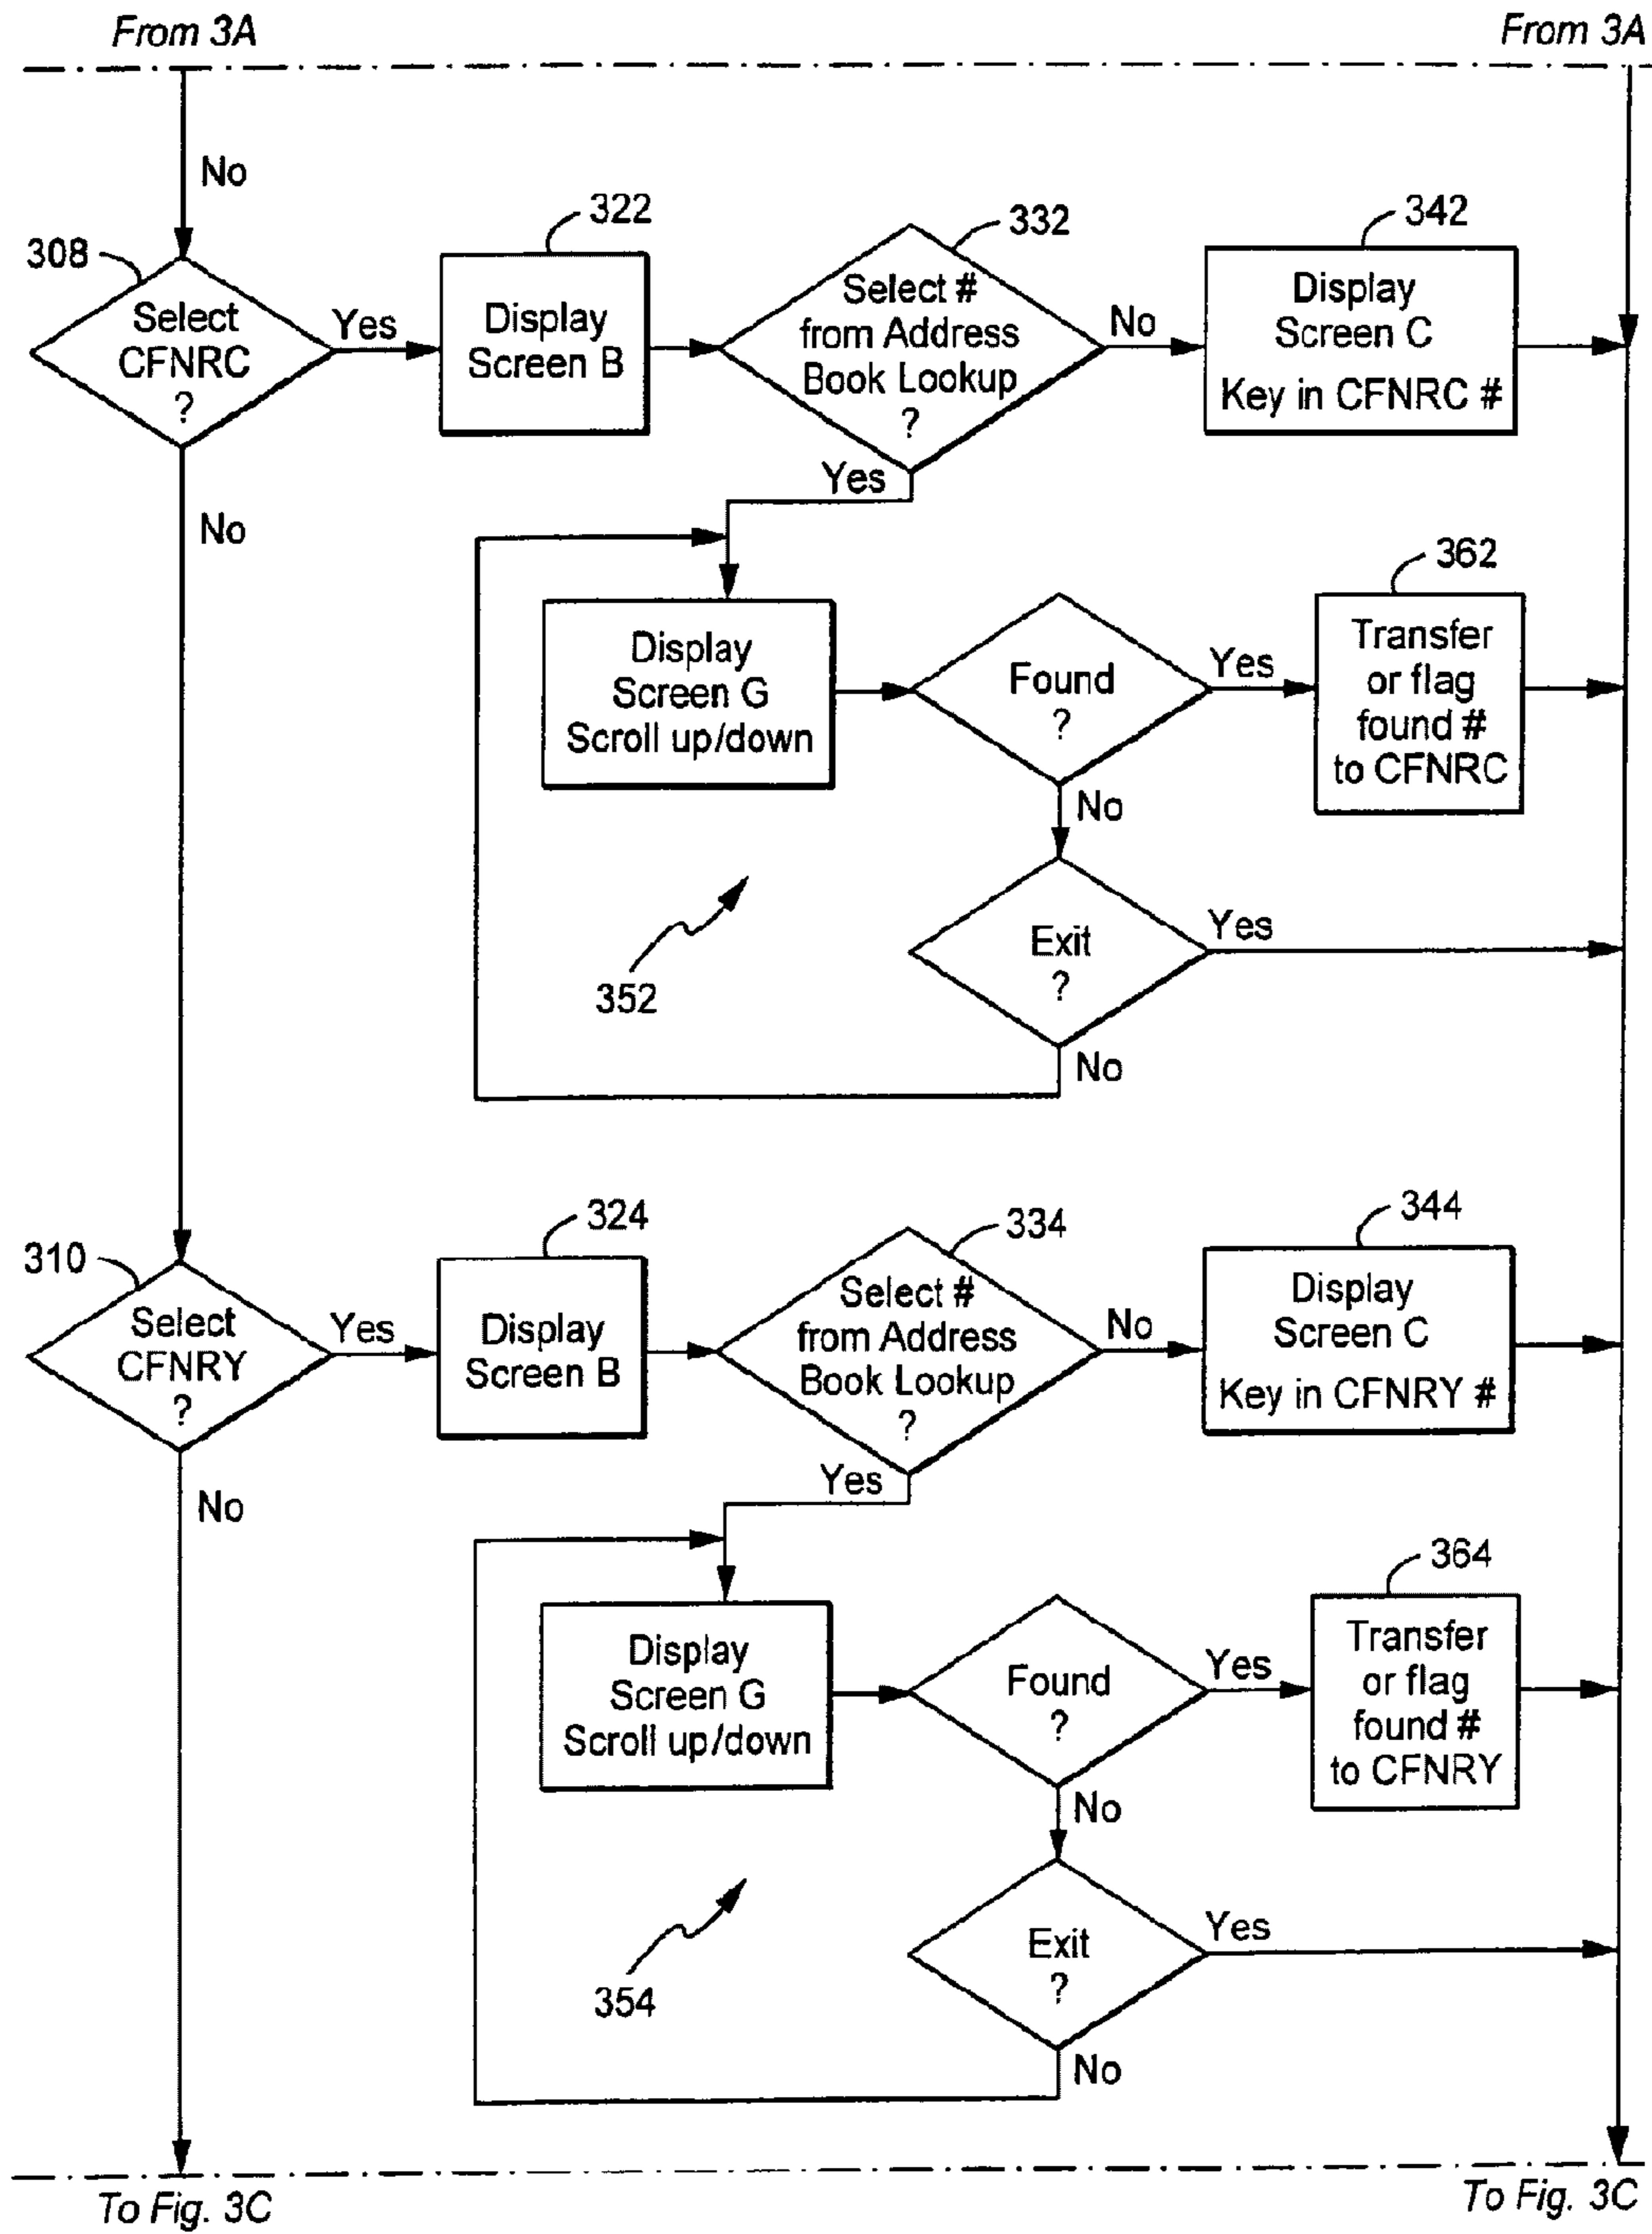 From 3A
From 3A
No
308
Select
CFNRC
?
Yes
322
Display
Screen B
332
Select #
from Address
Book Lookup
?
No
342
Display
Screen C
Key in CFNRC #
Yes
No
Display
Screen G
Scroll up/down
Found
?
Yes
362
Transfer
or flag
found #
to CFNRC
No
352
Exit
?
Yes
No
310
Select
CFNRY
?
Yes
324
Display
Screen B
334
Select #
from Address
Book Lookup
?
No
344
Display
Screen C
Key in CFNRY #
Yes
No
Display
Screen G
Scroll up/down
Found
?
Yes
364
Transfer
or flag
found #
to CFNRY
No
354
Exit
?
Yes
No
To Fig. 3C
To Fig. 3C